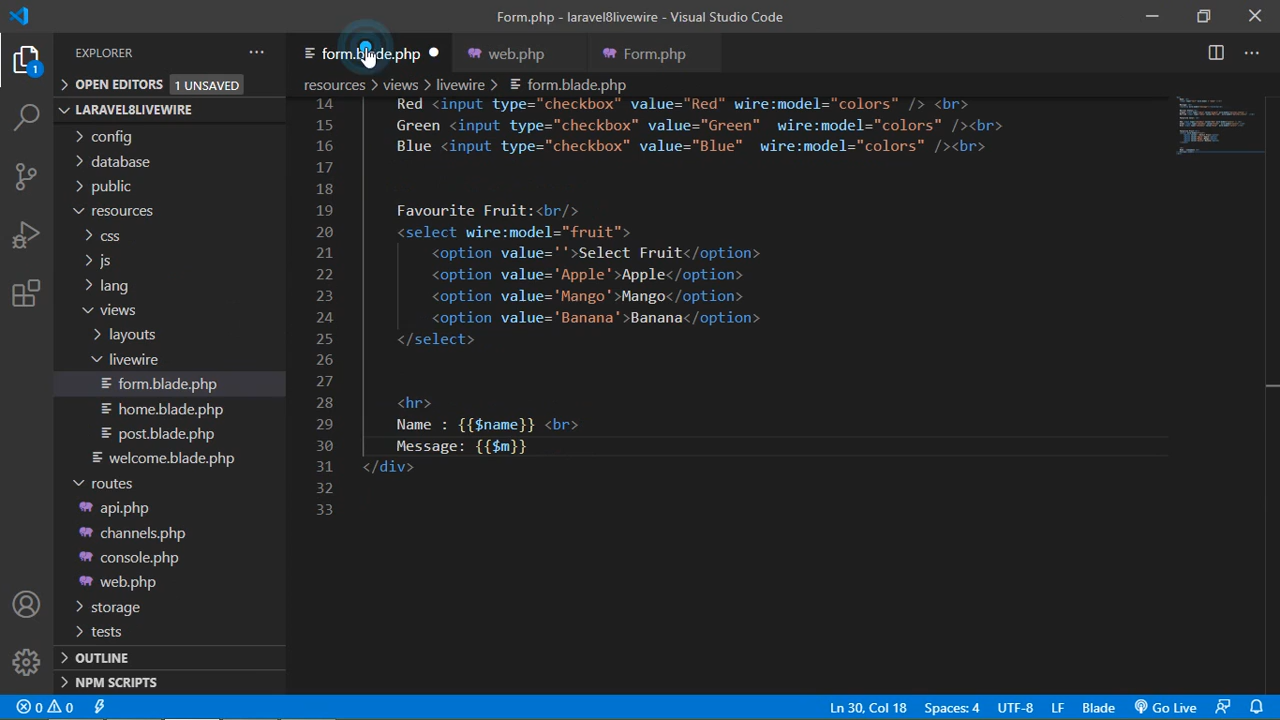 Form.php - laravel8livewire - Visual Studio Code
EXPLORER
form.blade.php
web.php
Form.php
OPEN EDITORS 1 UNSAVED
resources > views > livewire > form.blade.php
LARAVEL8LIVEWIRE
config
database
public
resources
css
js
lang
views
layouts
livewire
form.blade.php
home.blade.php
post.blade.php
welcome.blade.php
routes
api.php
channels.php
console.php
web.php
storage
tests
OUTLINE
NPM SCRIPTS
1
14 Red <input type="checkbox" value="Red" wire:model="colors" /> <br>
15 Green <input type="checkbox" value="Green"  wire:model="colors" /><br>
16 Blue <input type="checkbox" value="Blue"  wire:model="colors" /><br>
17
18
19 Favourite Fruit:<br/>
20 <select wire:model="fruit">
21 <option value=''>Select Fruit</option>
22 <option value='Apple'>Apple</option>
23 <option value='Mango'>Mango</option>
24 <option value='Banana'>Banana</option>
25 </select>
26
27
28 <hr>
29 Name : {{$name}} <br>
30 Message: {{$m}}
31 </div>
32
33
0 0 Ln 30, Col 18 Spaces: 4 UTF-8 LF Blade Go Live